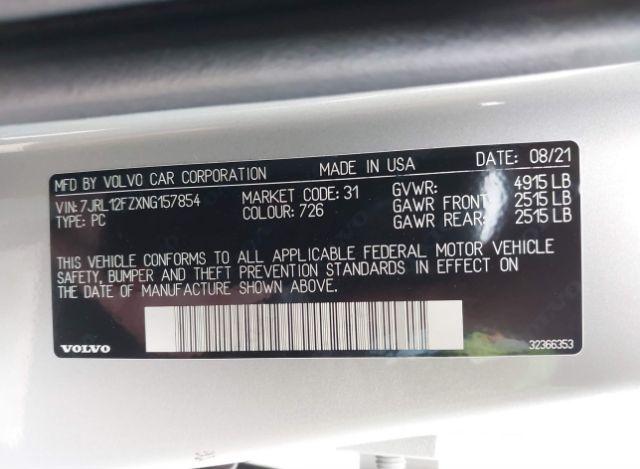 MFD BY VOLVO CAR CORPORATION MADE IN USA DATE: 08/21
VIN: 7JRL12FZXNG157854 MARKET CODE: 31 GVWR: 4915 LB
TYPE: PC COLOUR: 726 GAWR FRONT: 2515 LB
GAWR REAR: 2515 LB
THIS VEHICLE CONFORMS TO ALL APPLICABLE FEDERAL MOTOR VEHICLE
SAFETY, BUMPER AND THEFT PREVENTION STANDARDS IN EFFECT ON
THE DATE OF MANUFACTURE SHOWN ABOVE.
VOLVO
32366353